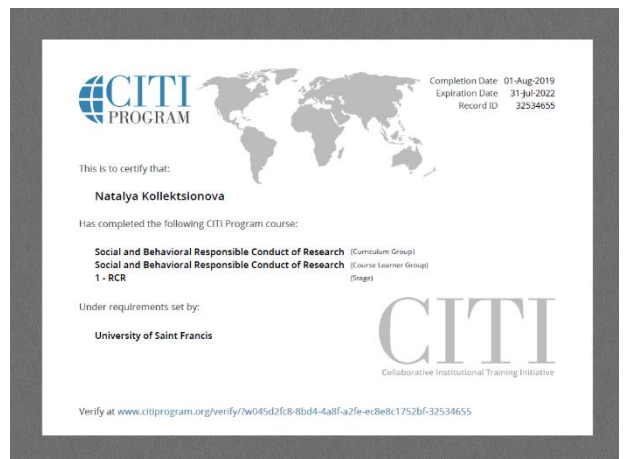 CITI
PROGRAM
Completion Date 01-Aug-2019
Expiration Date 31-Jul-2022
Record ID 32534655
This is to certify that:
Natalya Kollektsionova
Has completed the following CITI Program course:
Social and Behavioral Responsible Conduct of Research (Curriculum Group)
Social and Behavioral Responsible Conduct of Research (Course Learner Group)
1 - RCR (Stage)
Under requirements set by:
University of Saint Francis
CITI
Collaborative Institutional Training Initiative
Verify at www.citiprogram.org/verify/?w045d2fc8-8bd4-4a8f-a2fe-ec8e8c1752bf-32534655